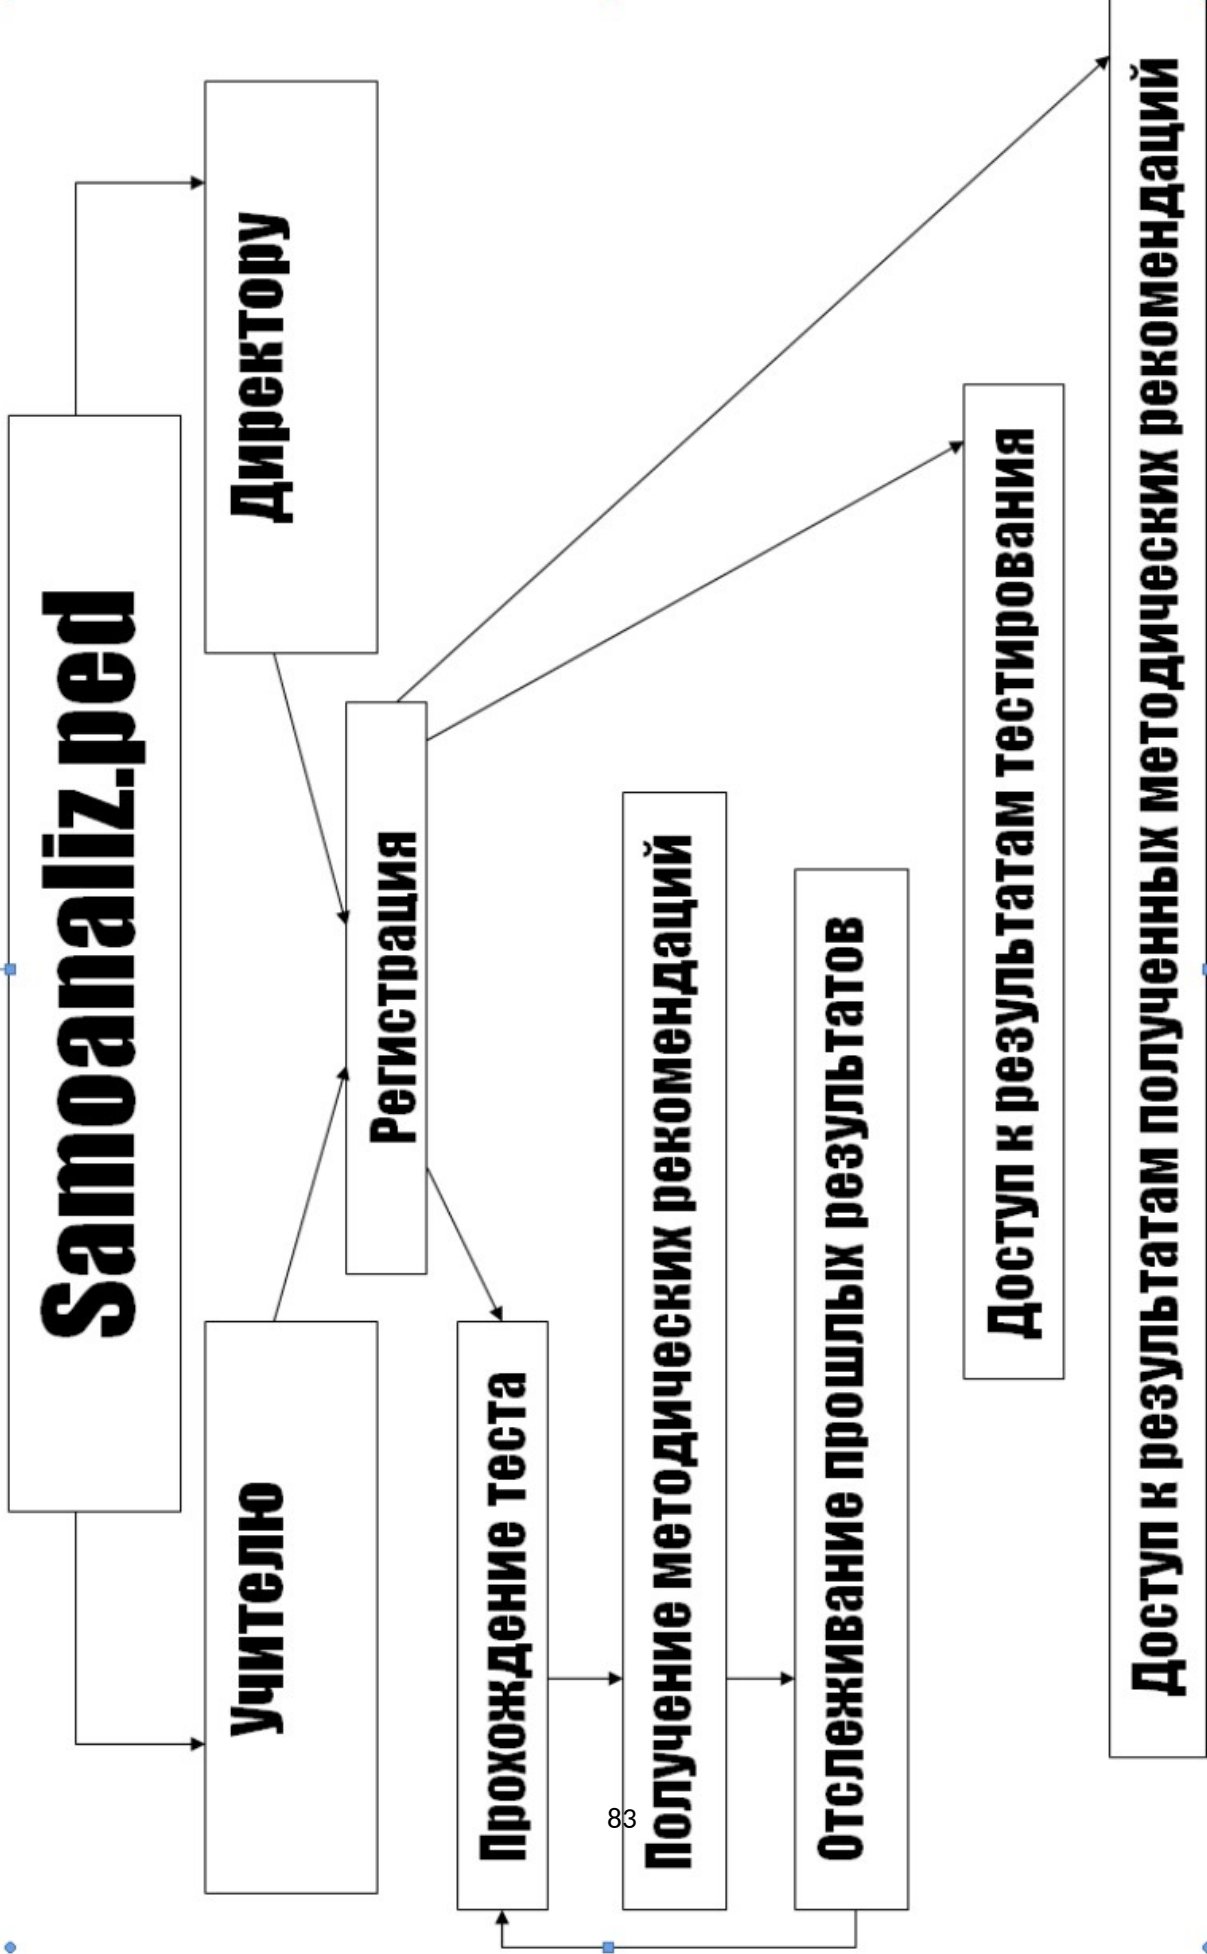 Samoanaliz.ped
Учителю
Директору
Регистрация
Прохождение теста
Получение методических рекомендаций
Отслеживание прошлых результатов
Доступ к результатам тестирования
Доступ к результатам полученных методических рекомендаций
83